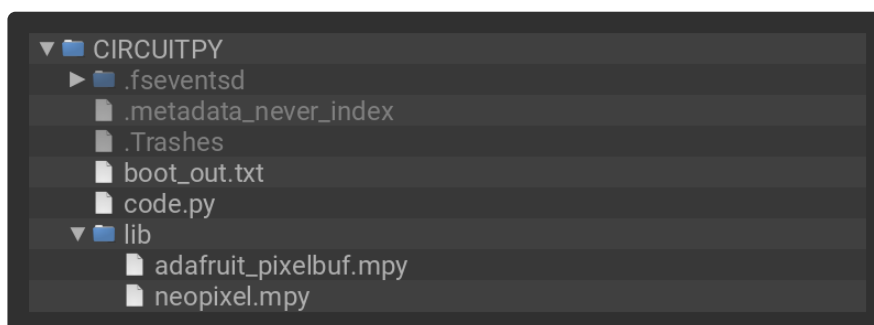 CIRCUITPY
.fseventsd
.metadata_never_index
.Trashes
boot_out.txt
code.py
lib
adafruit_pixelbuf.mpy
neopixel.mpy